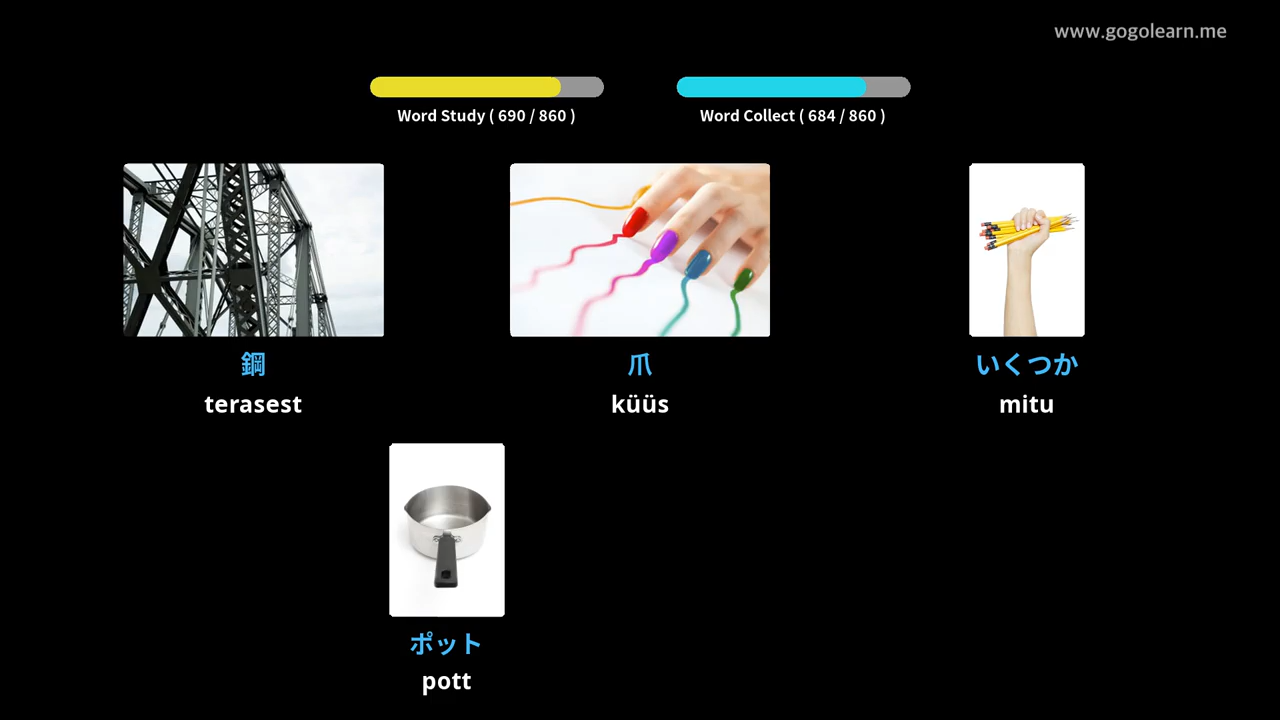 www.gogolearn.me
Word Study ( 690 / 860 )
Word Collect ( 684 / 860 )
鋼
terasest
爪
küüs
いくつか
mitu
ポット
pott